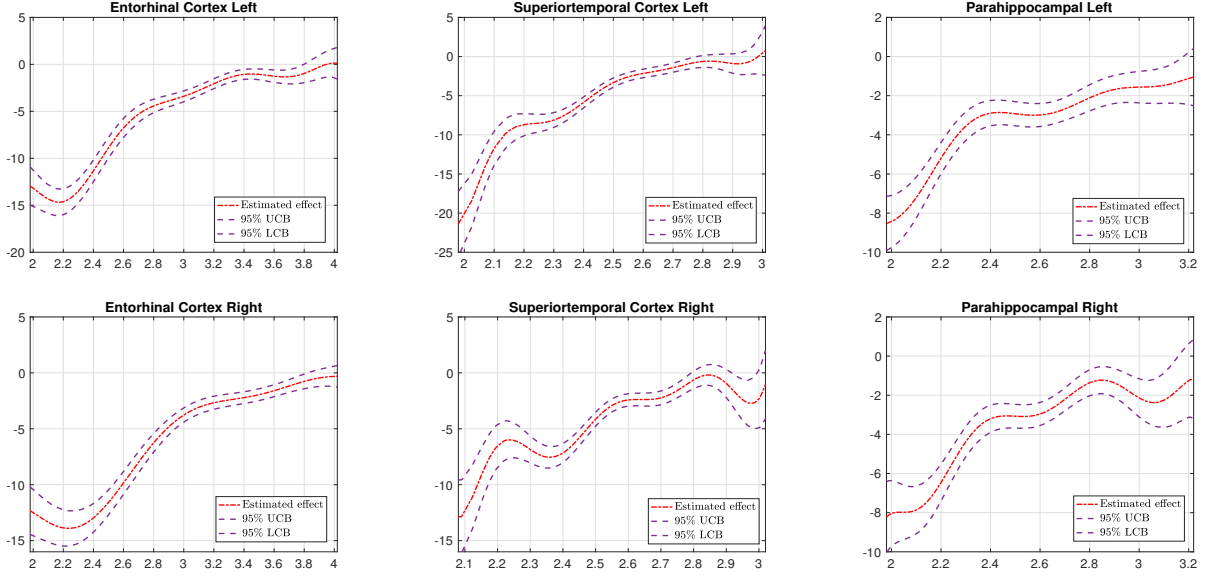 Entorhinal Cortex Left
5
0
-5
-10
-15
-20
2 2.2 2.4 2.6 2.8 3 3.2 3.4 3.6 3.8 4
Estimated effect
95% UCB
95% LCB
Superiortemporal Cortex Left
5
0
-5
-10
-15
-20
-25
2 2.1 2.2 2.3 2.4 2.5 2.6 2.7 2.8 2.9 3
Estimated effect
95% UCB
95% LCB
Parahippocampal Left
2
0
-2
-4
-6
-8
-10
2 2.2 2.4 2.6 2.8 3 3.2
Estimated effect
95% UCB
95% LCB
Entorhinal Cortex Right
5
0
-5
-10
-15
2 2.2 2.4 2.6 2.8 3 3.2 3.4 3.6 3.8 4
Estimated effect
95% UCB
95% LCB
Superiortemporal Cortex Right
5
0
-5
-10
-15
2.1 2.2 2.3 2.4 2.5 2.6 2.7 2.8 2.9 3
Estimated effect
95% UCB
95% LCB
Parahippocampal Right
2
0
-2
-4
-6
-8
-10
2 2.2 2.4 2.6 2.8 3 3.2
Estimated effect
95% UCB
95% LCB